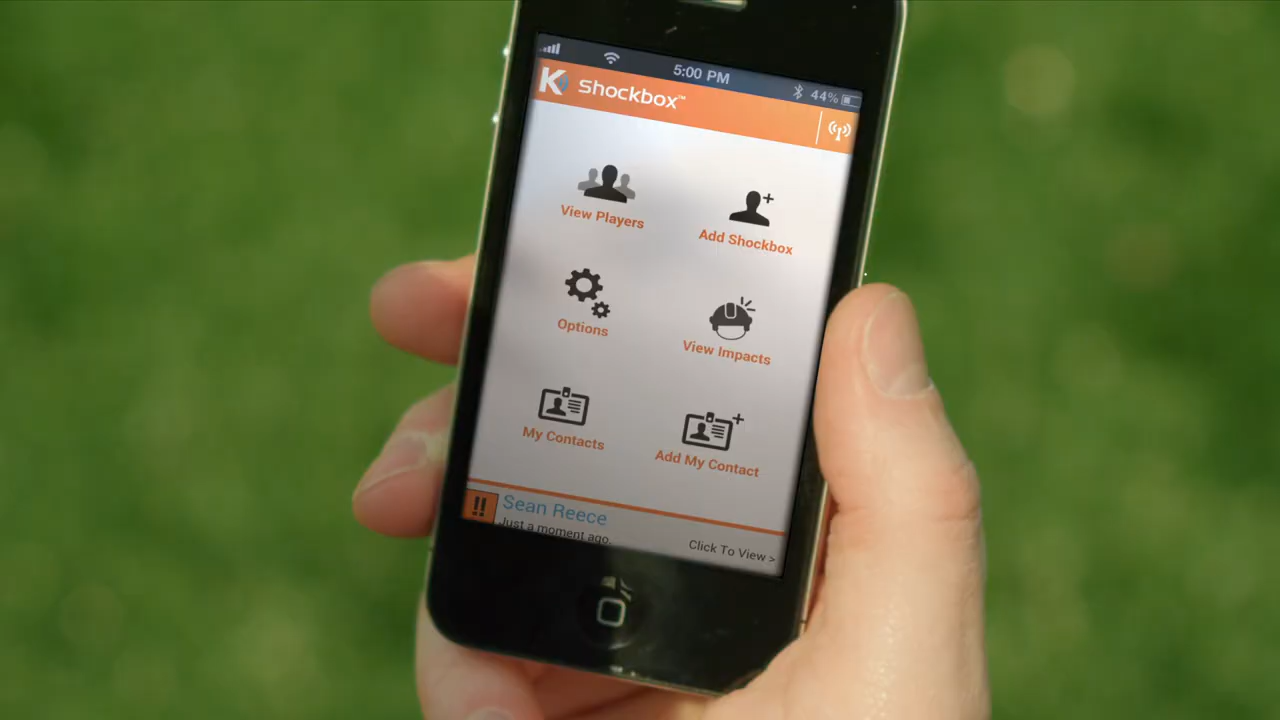 5:00 PM
44%
K Shockbox™
View Players
Add Shockbox
Options
View Impacts
My Contacts
Add My Contact
!!
Sean Reece
Just a moment ago.
Click To View >